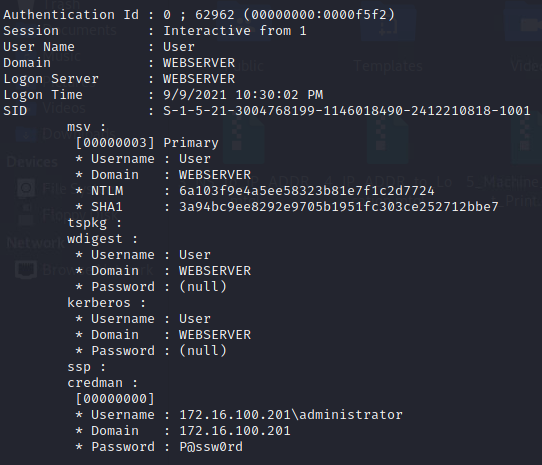 Authentication Id : 0 ; 62962 (00000000:0000f5f2)
Session           : Interactive from 1
User Name         : User
Domain            : WEBSERVER
Logon Server      : WEBSERVER
Logon Time        : 9/9/2021 10:30:02 PM
SID               : S-1-5-21-3004768199-1146018490-2412210818-1001
        msv :
         [00000003] Primary
         * Username : User
         * Domain   : WEBSERVER
         * NTLM     : 6a103f9e4a5ee58323b81e7f1c2d7724
         * SHA1     : 3a94bc9ee8292e9705b1951fc303ce252712bbe7
        tspkg :
        wdigest :
         * Username : User
         * Domain   : WEBSERVER
         * Password : (null)
        kerberos :
         * Username : User
         * Domain   : WEBSERVER
         * Password : (null)
        ssp :
        credman :
         [00000000]
         * Username : 172.16.100.201\administrator
         * Domain   : 172.16.100.201
         * Password : P@ssw0rd
Templates
Devices